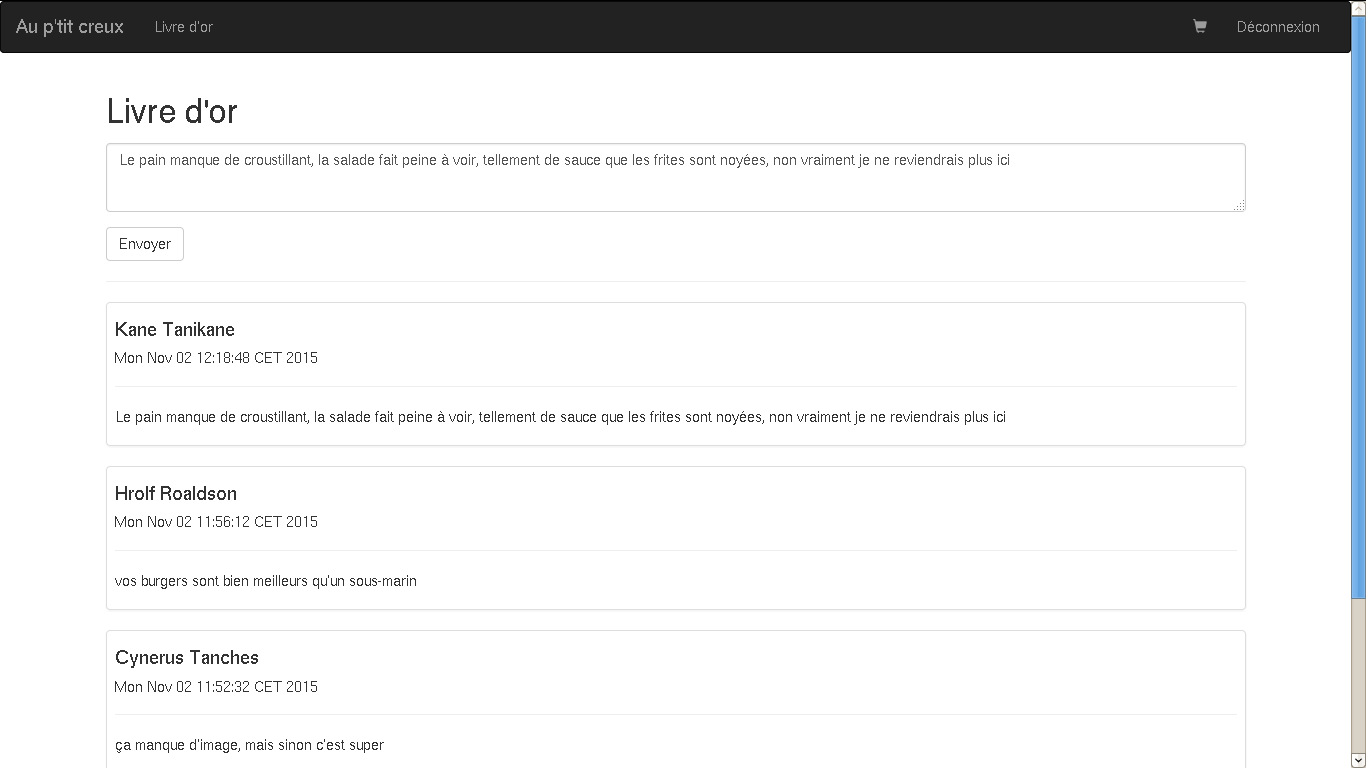 Au p'tit creux Livre d'or Déconnexion
Livre d'or
Le pain manque de croustillant, la salade fait peine à voir, tellement de sauce que les frites sont noyées, non vraiment je ne reviendrais plus ici
Envoyer
Kane Tanikane
Mon Nov 02 12:18:48 CET 2015
Le pain manque de croustillant, la salade fait peine à voir, tellement de sauce que les frites sont noyées, non vraiment je ne reviendrais plus ici
Hrolf Roaldson
Mon Nov 02 11:56:12 CET 2015
vos burgers sont bien meilleurs qu'un sous-marin
Cynerus Tanches
Mon Nov 02 11:52:32 CET 2015
ça manque d'image, mais sinon c'est super